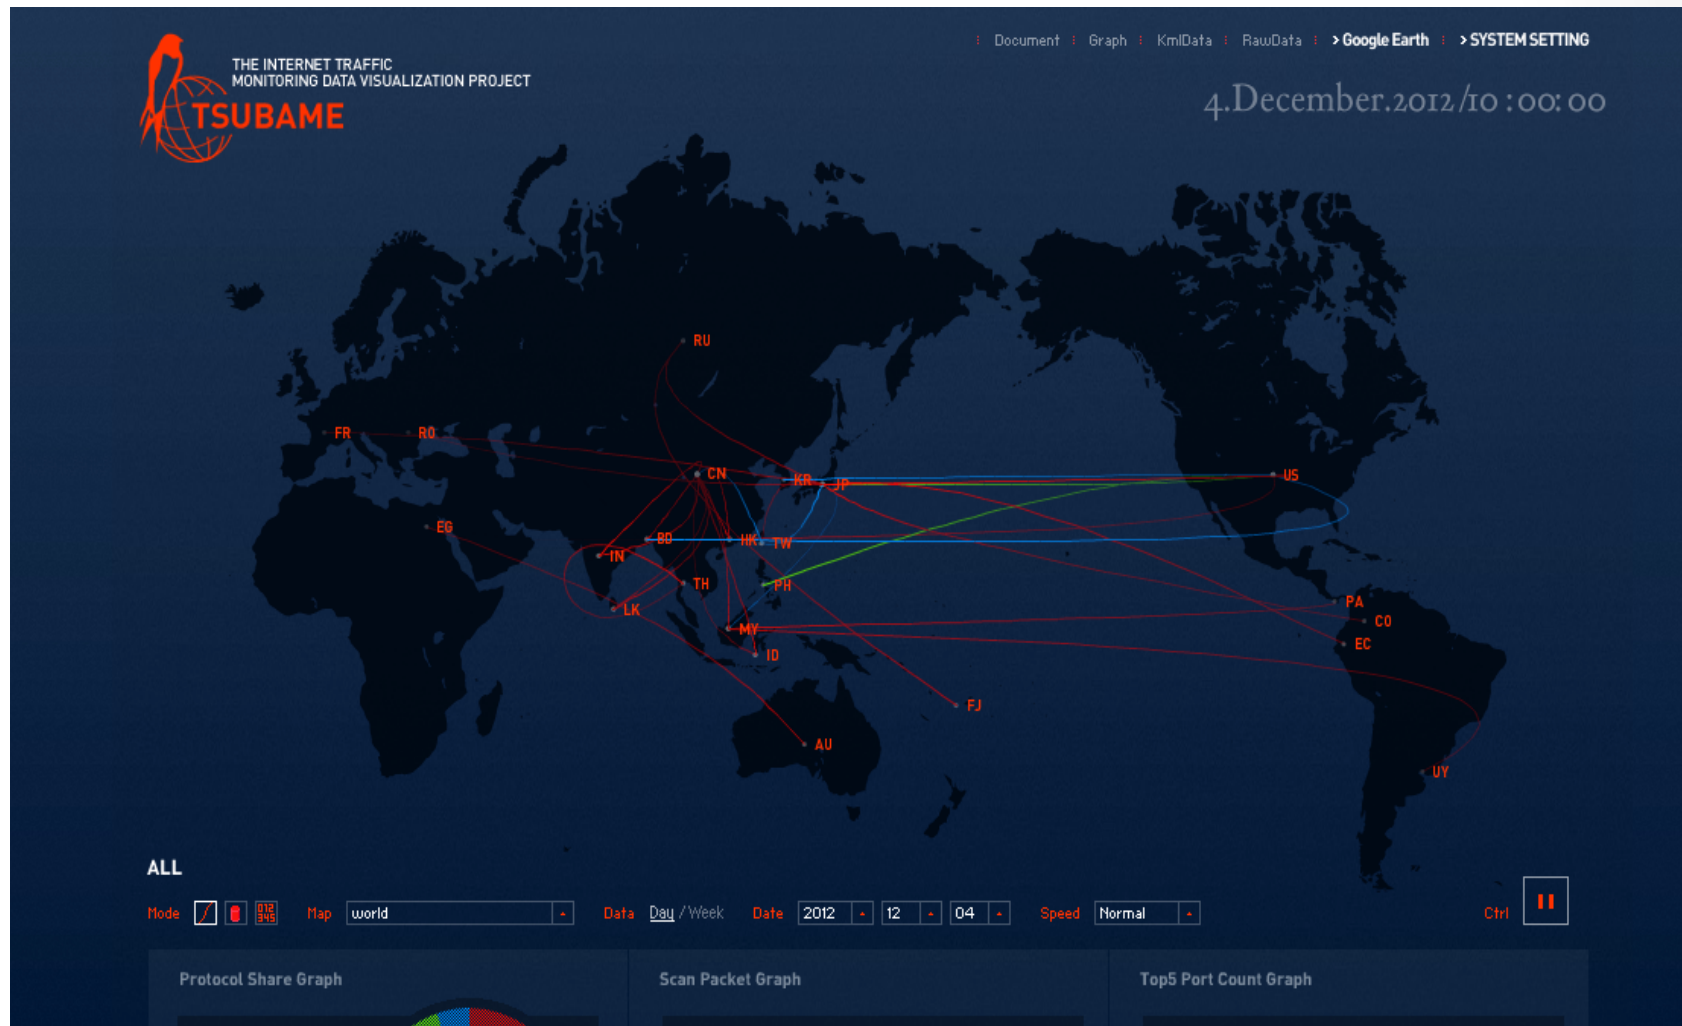 Document Graph KmlData RawData > Google Earth > SYSTEM SETTING
THE INTERNET TRAFFIC
MONITORING DATA VISUALIZATION PROJECT
TSUBAME
4.December.2012/10:00:00
RU
FR
RO
CN
KR
JP
US
EG
BD
HK
TW
IN
TH
PH
LK
MY
PA
CO
ID
EC
FJ
AU
UY
ALL
Mode 012 345 Map world Data Day / Week Date 2012 12 04 Speed Normal Ctrl
Protocol Share Graph Scan Packet Graph Top5 Port Count Graph